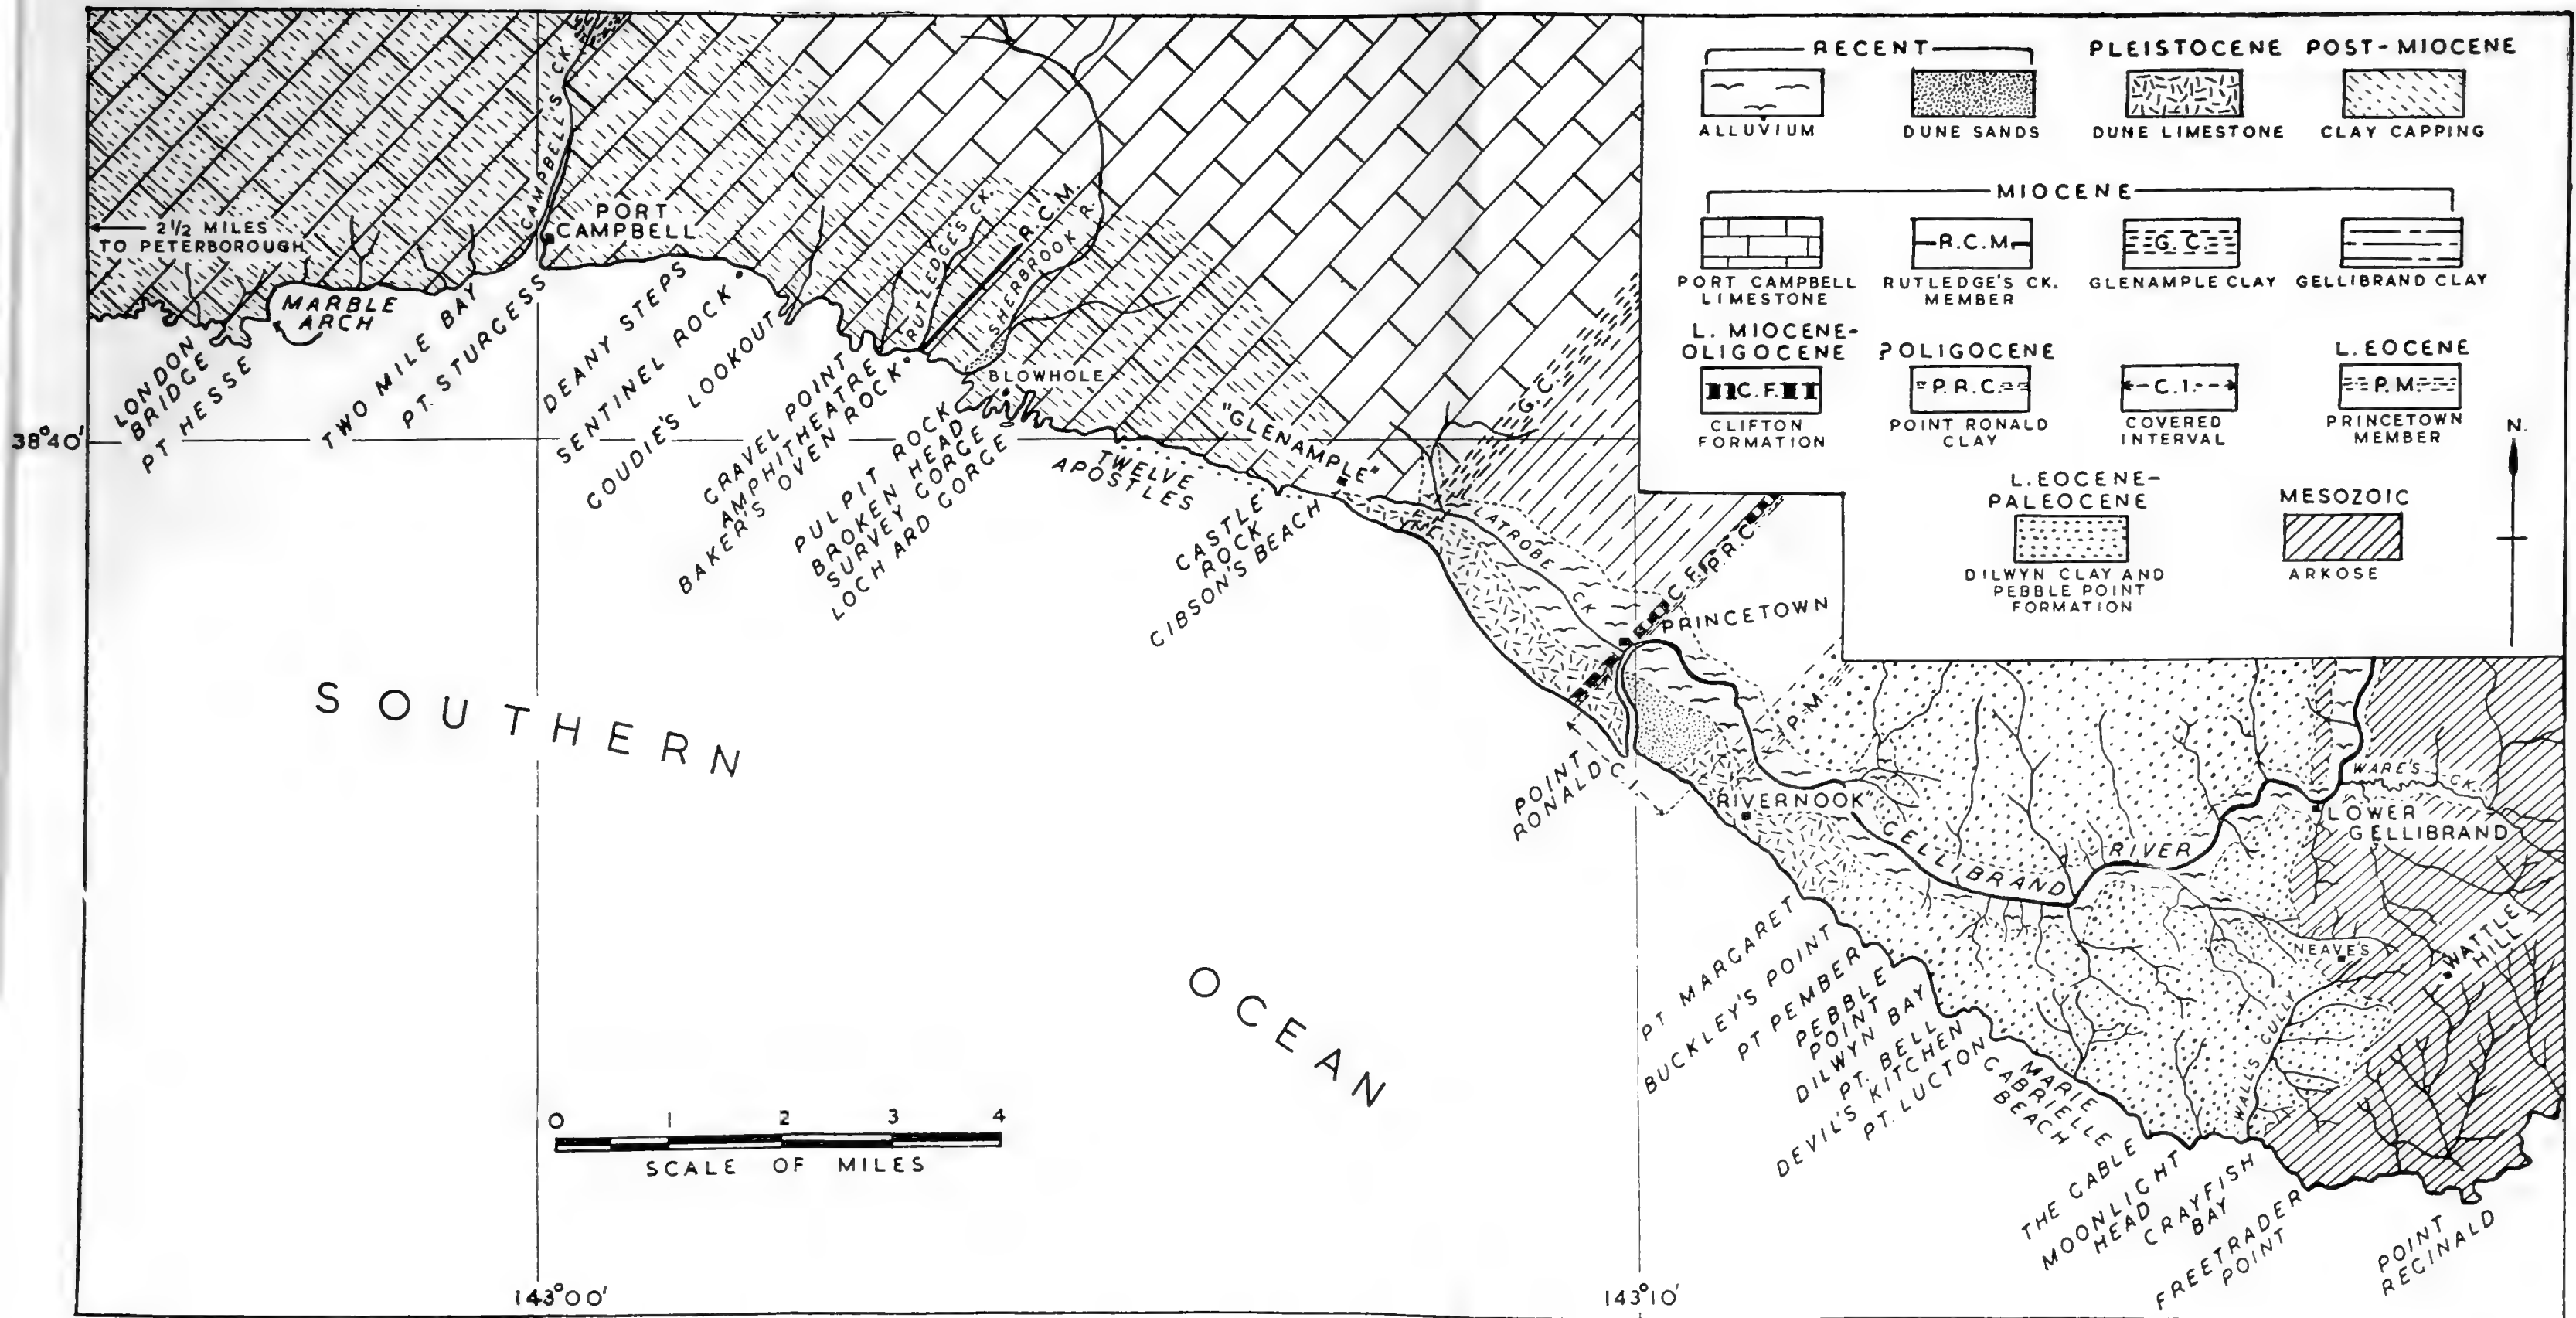 RECENT
PLEISTOCENE
POST-MIOCENE
ALLUVIUM
DUNE SANDS
DUNE LIMESTONE
CLAY CAPPING
MIOCENE
R.C.M.
G.C.
PORT CAMPBELL
LIMESTONE
RUTLEDGE'S CK.
MEMBER
GLENAMPLE CLAY
GELLIBRAND CLAY
L. MIOCENE-
OLIGOCENE
?OLIGOCENE
L. EOCENE
C.F.
P.R.C.
C.I.
P.M.
CLIFTON
FORMATION
POINT RONALD
CLAY
COVERED
INTERVAL
PRINCETOWN
MEMBER
L. EOCENE-
PALEOCENE
MESOZOIC
DILWYN CLAY AND
PEBBLE POINT
FORMATION
ARKOSE
N.
CAMPBELL'S CK
2½ MILES
TO PETERBOROUGH
PORT
CAMPBELL
MARBLE
ARCH
LONDON
BRIDGE
PT HESSE
TWO MILE BAY
PT. STURGESS
DEANY STEPS
SENTINEL ROCK
GOUDIE'S LOOKOUT
GRAVEL POINT
AMPHITHEATRE
BAKER'S OVEN ROCK
RUTLEDGES CK.
R.C.M.
SHERBROOK R.
BLOWHOLE
PULPIT ROCK
BROKEN HEAD
SURVEY GORGE
LOCH ARD GORGE
TWELVE
APOSTLES
"GLENAMPLE"
CASTLE
ROCK
GIBSON'S BEACH
G.C.
LATROBE CK
C.F.
P.R.C.
PRINCETOWN
P.M.
POINT
RONALD
C.I.
"RIVERNOOK"
GELLIBRAND RIVER
WARE'S CK.
LOWER
GELLIBRAND
NEAVES
WATTLE
HILL
WALLS GULLY
PT MARGARET
BUCKLEY'S POINT
PT PEMBER
PEBBLE
POINT
DILWYN BAY
PT. BELL
DEVIL'S KITCHEN
PT. LUCTON
MARIE
GABRIELLE
BEACH
THE GABLE
MOONLIGHT
HEAD
CRAYFISH
BAY
FREETRADER
POINT
POINT
REGINALD
38°40'
SOUTHERN
OCEAN
0 1 2 3 4
SCALE OF MILES
143°00'
143°10'